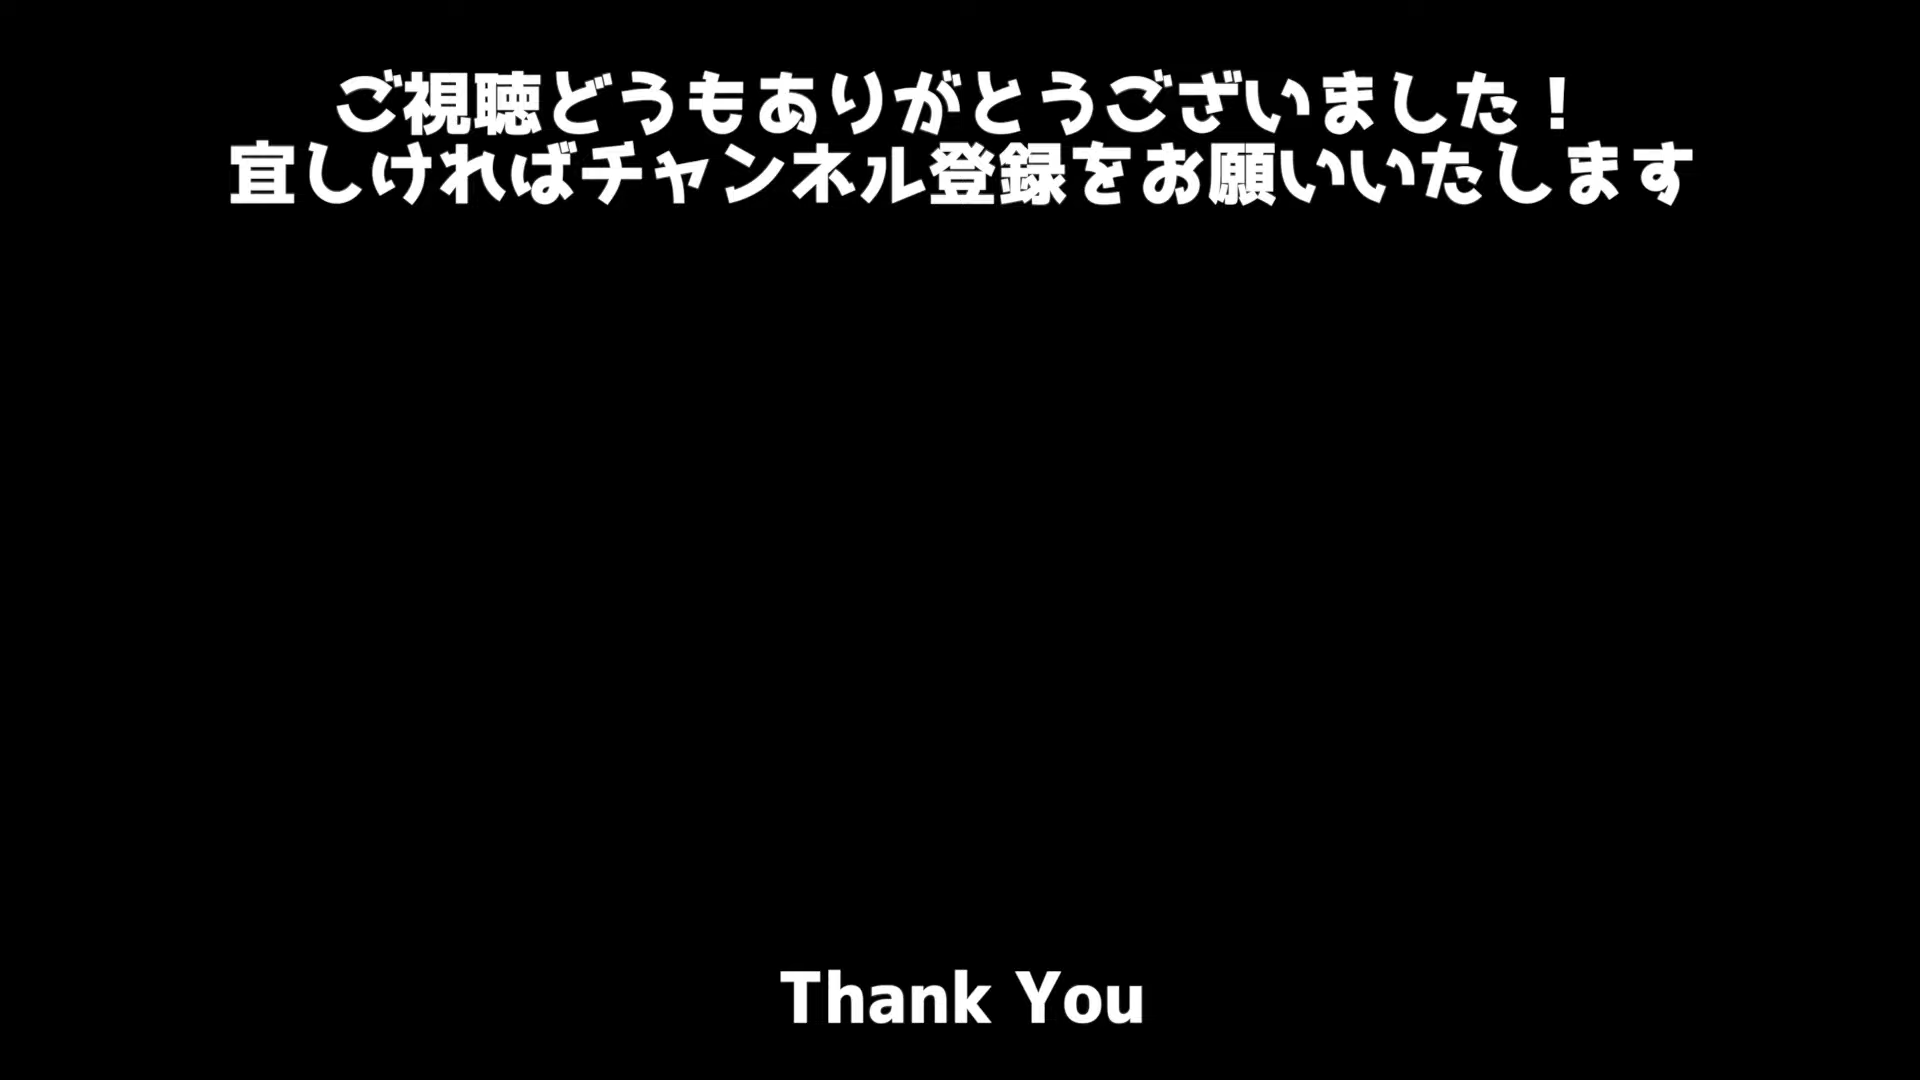 ご視聴どうもありがとうございました！
宜しければチャンネル登録をお願いいたします
Thank You